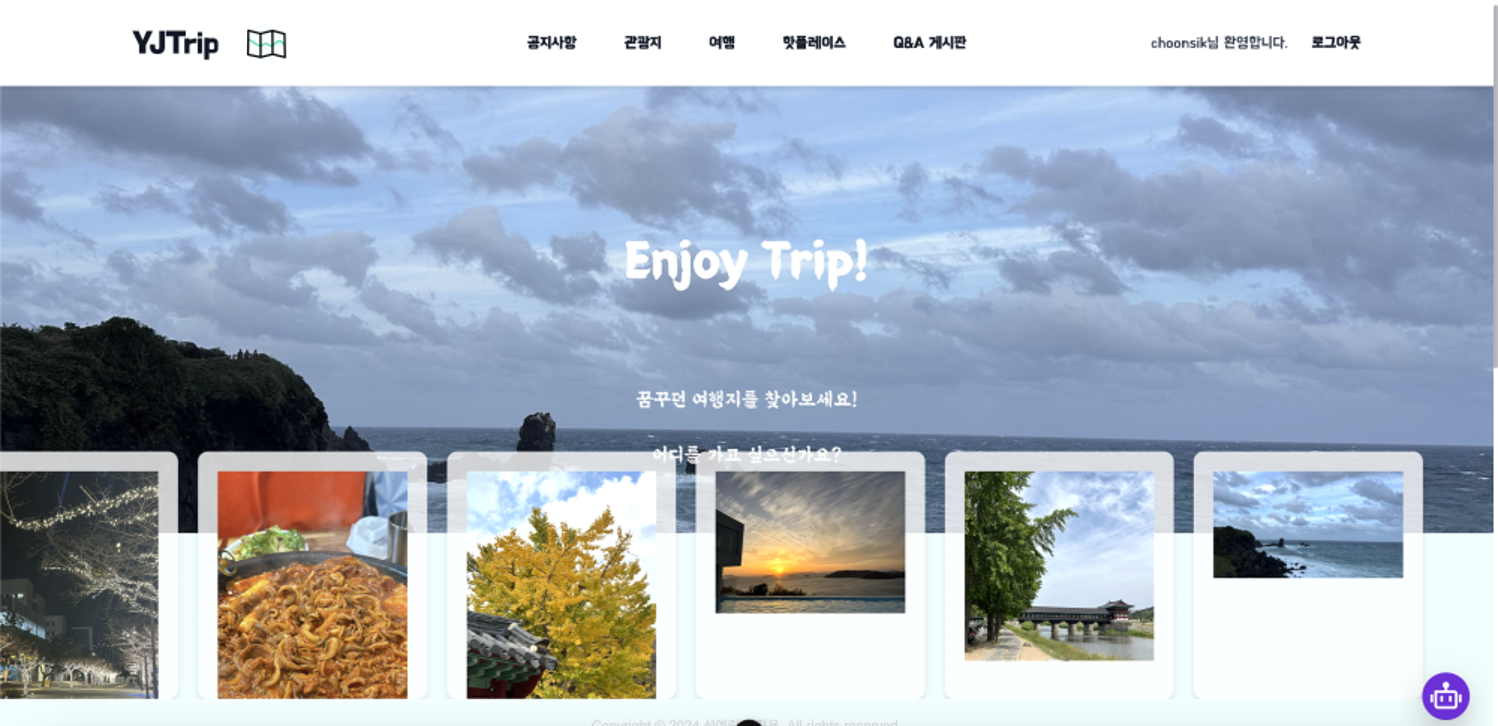 YJTrip
공지사항 관광지 여행 핫플레이스 Q&A 게시판
choonsik님 환영합니다. 로그아웃
Enjoy Trip!
꿈꾸던 여행지를 찾아보세요!
어디를 가고 싶으신가요?
Copyright © 2024 All rights reserved